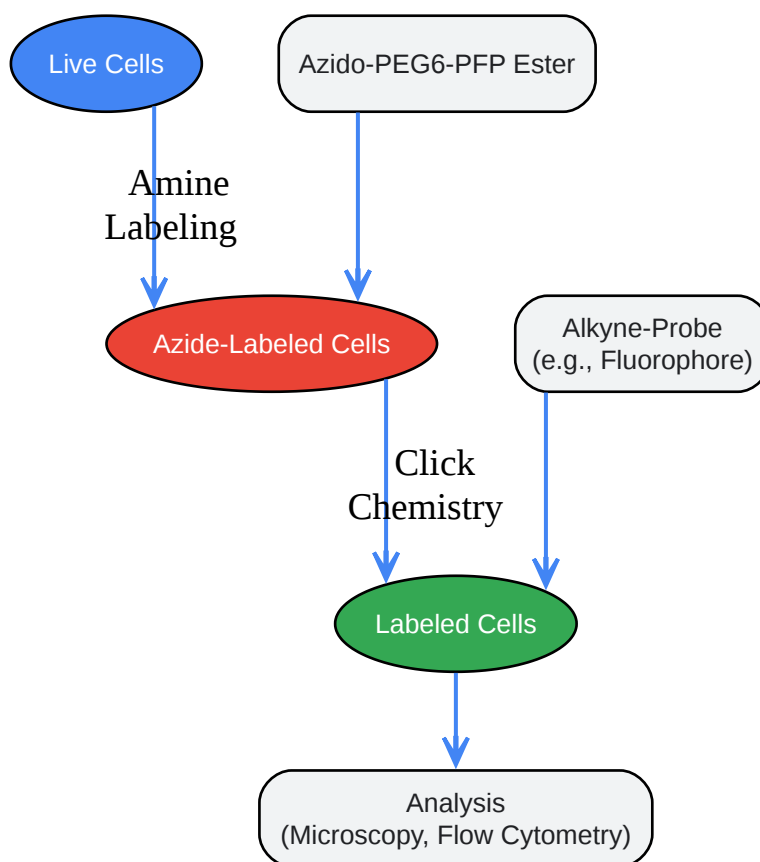 Live Cells
Azido-PEG6-PFP Ester
Amine
Labeling
Azide-Labeled Cells
Alkyne-Probe
(e.g., Fluorophore)
Click
Chemistry
Labeled Cells
Analysis
(Microscopy, Flow Cytometry)